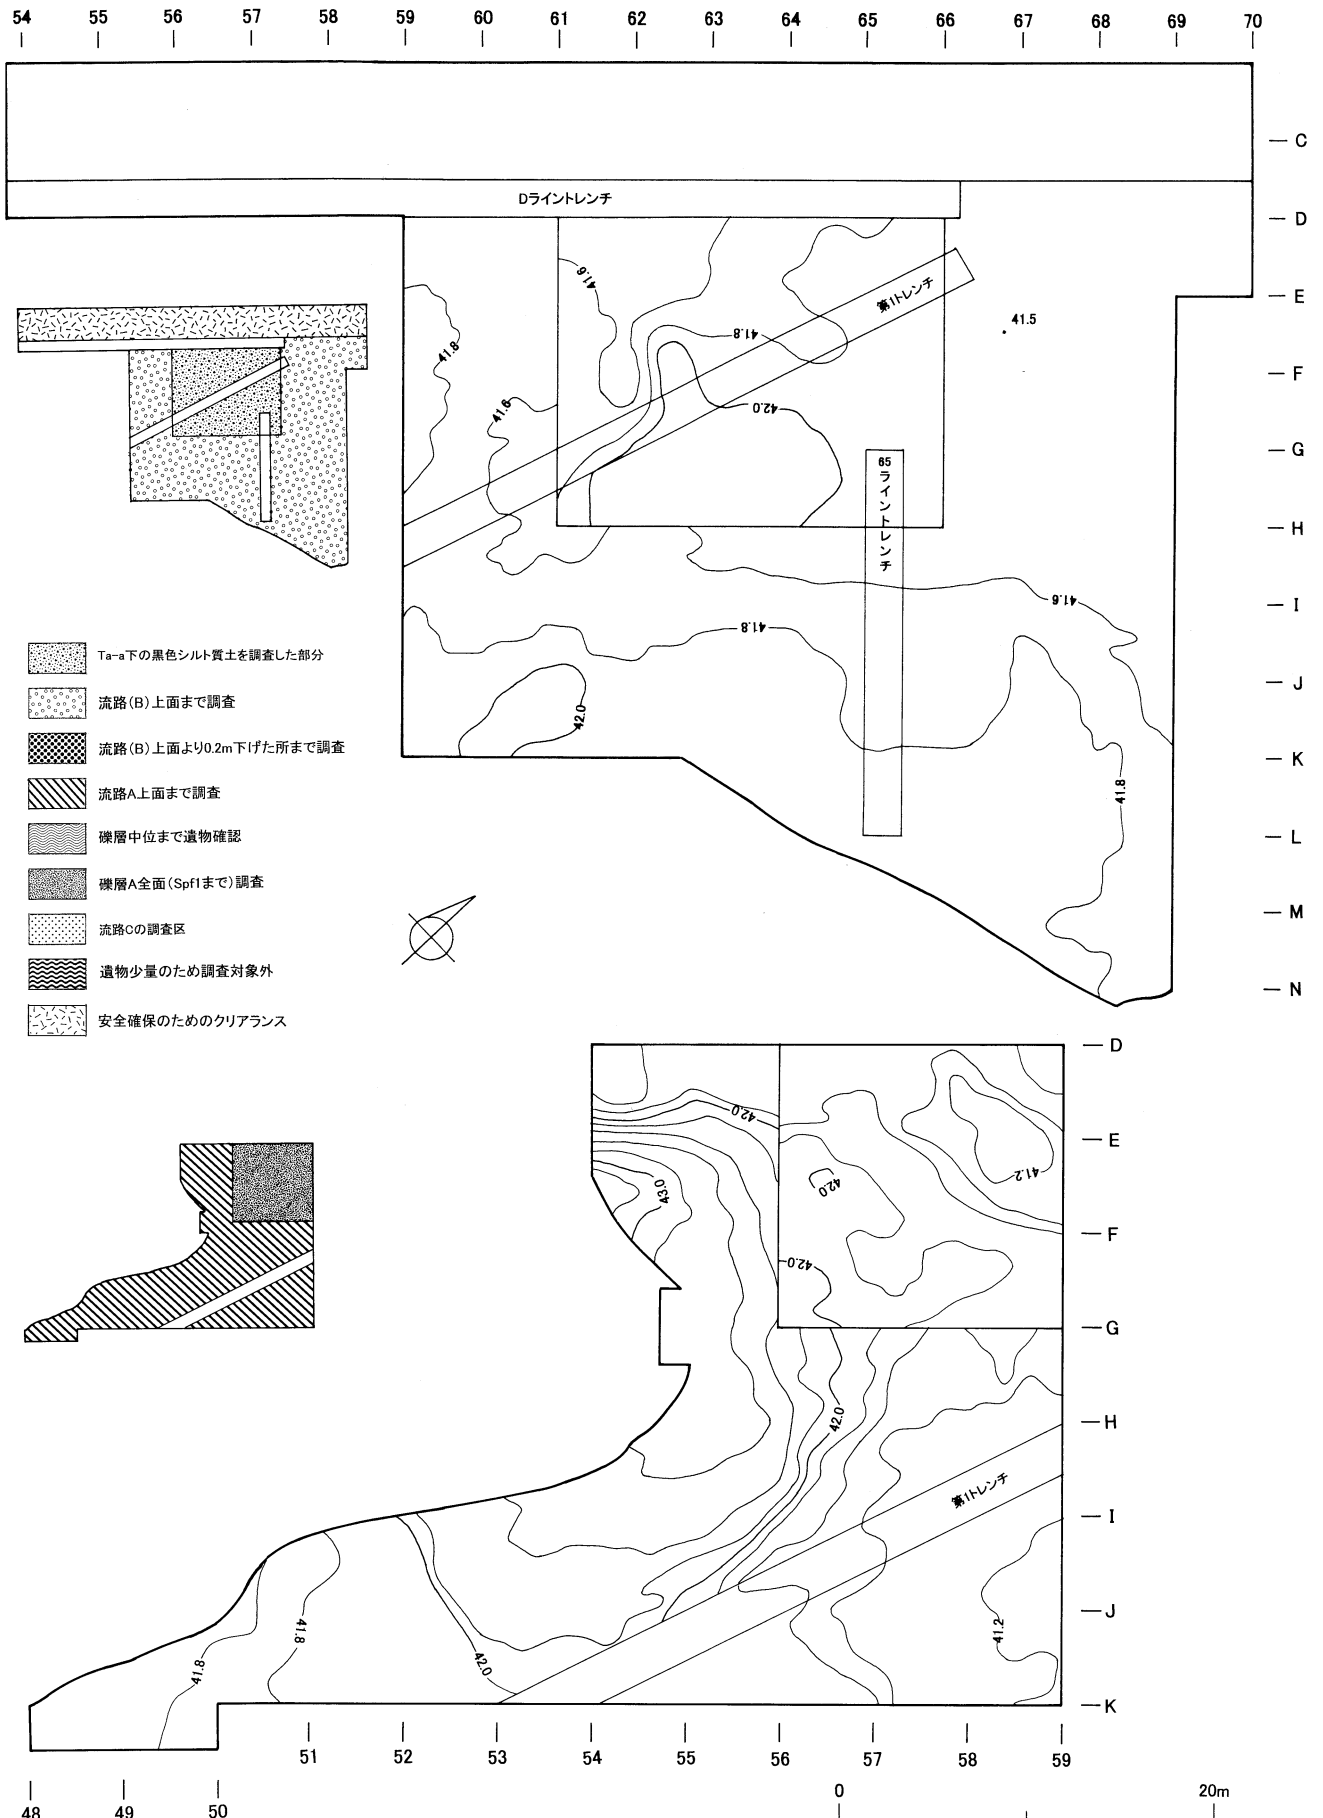 54 55 56 57 58 59 60 61 62 63 64 65 66 67 68 69 70
C
Dライントレンチ
D
41.6
E
第1トレンチ
41.5
41.8
41.8
F
41.6
42.0
G
65ライントレンチ
H
41.6
I
41.8
J
42.0
K
41.8
L
M
N
Ta-a下の黒色シルト質土を調査した部分
流路(B)上面まで調査
流路(B)上面より0.2m下げた所まで調査
流路A上面まで調査
礫層中位まで遺物確認
礫層A全面(Spf1まで)調査
流路Cの調査区
遺物少量のため調査対象外
安全確保のためのクリアランス
D
42.0
E
41.2
42.0
43.0
F
42.0
G
H
42.0
第1トレンチ
I
J
41.8
41.2
41.8
42.0
K
51 52 53 54 55 56 57 58 59
48 49 50
0 20m